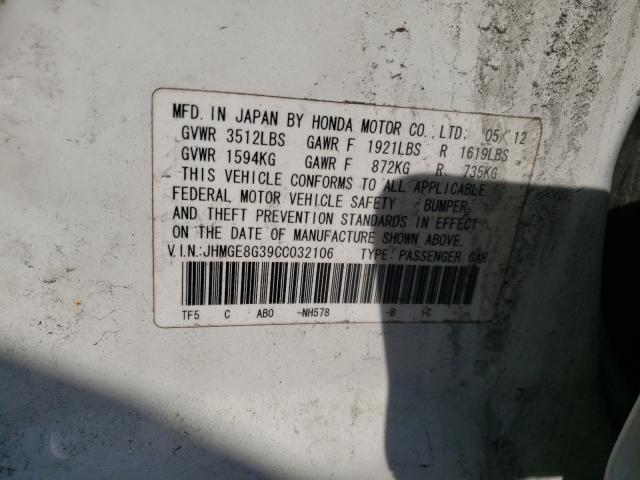 MFD. IN JAPAN BY HONDA MOTOR CO., LTD. 05/'12
GVWR 3512LBS GAWR F 1921LBS R 1619LBS
GVWR 1594KG GAWR F 872KG R 735KG
THIS VEHICLE CONFORMS TO ALL APPLICABLE
FEDERAL MOTOR VEHICLE SAFETY, BUMPER,
AND THEFT PREVENTION STANDARDS IN EFFECT
ON THE DATE OF MANUFACTURE SHOWN ABOVE.
V.I.N:JHMGE8G39CC032106 TYPE: PASSENGER CAR
TF5 C AB0 -NH578 -B -C